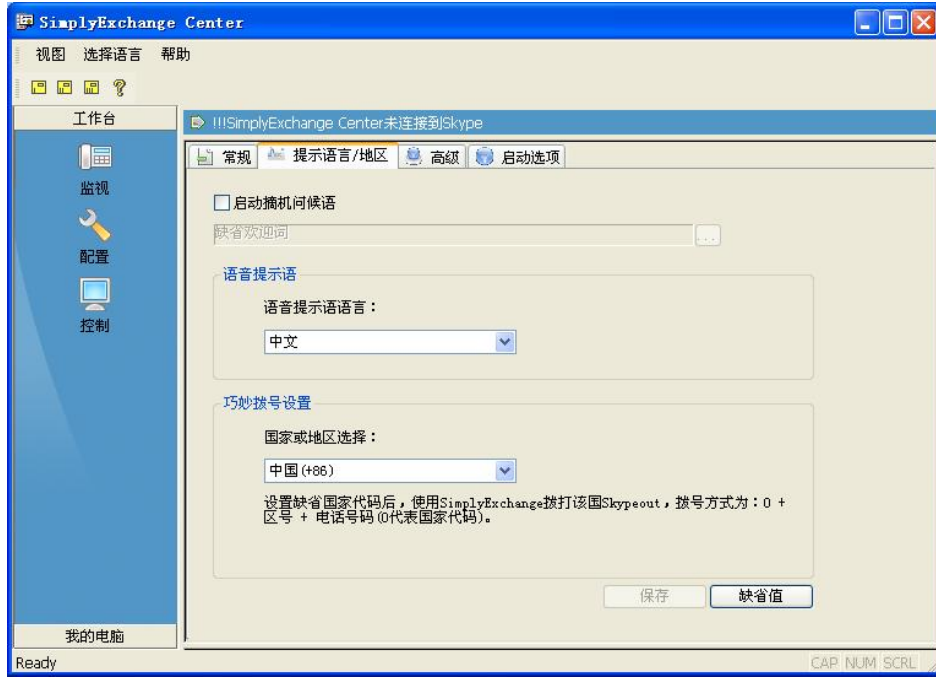 SimplyExchange Center
视图 选择语言 帮助
工作台
!!!SimplyExchange Center未连接到Skype
常规 提示语言/地区 高级 启动选项
监视
启动摘机问候语
缺省欢迎词
...
配置
语音提示语
语音提示语语言：
控制
中文
巧妙拨号设置
国家或地区选择：
中国(+86)
设置缺省国家代码后，使用SimplyExchange拨打该国Skypeout，拨号方式为：0 +
区号 + 电话号码(0代表国家代码)。
保存 缺省值
我的电脑
Ready CAP NUM SCRL